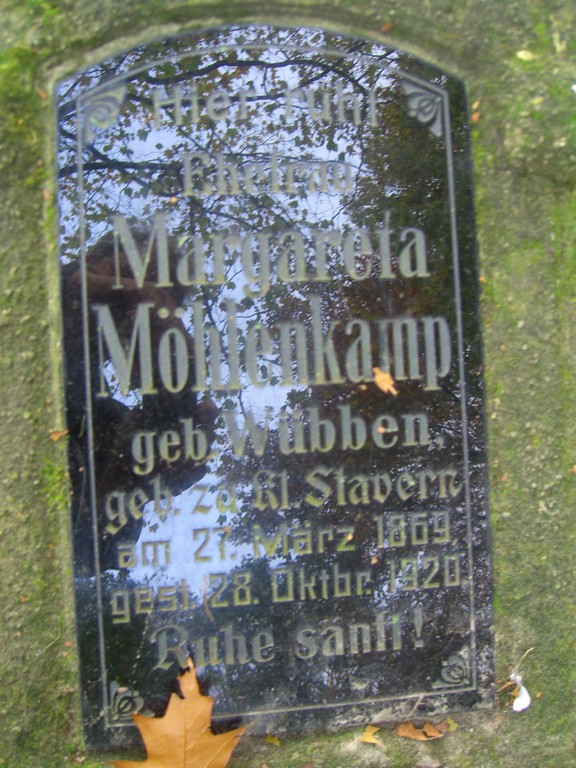 Hier ruht
Ehefrau
Margareta
Möhlenkamp
geb. Wübben,
geb. zu Kl. Stavern
am 27. März 1869
gest. 28. Oktbr. 1920.
Ruhe sanft!